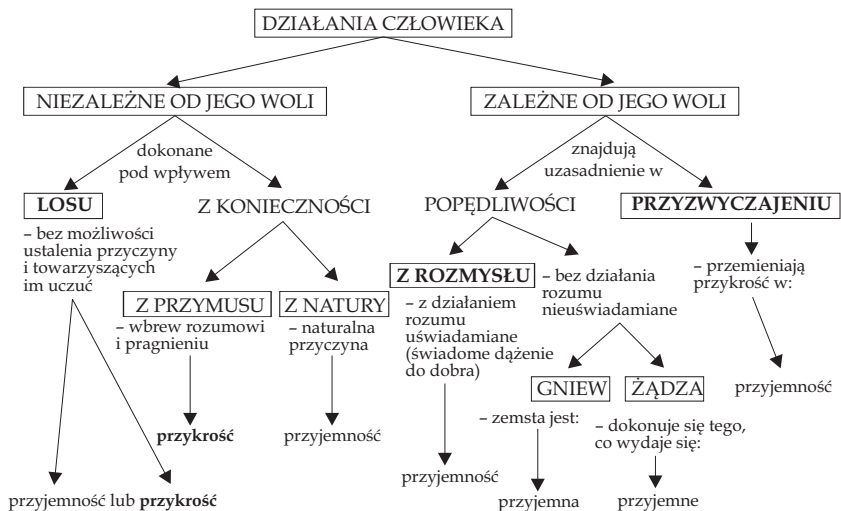 DZIAŁANIA CZŁOWIEKA
NIEZALEŻNE OD JEGO WOLI
ZALEŻNE OD JEGO WOLI
dokonane
pod wpływem
znajdują
uzasadnienie w
LOSU
Z KONIECZNOŚCI
POPĘDLIWOŚCI
PRZYZWYCZAJENIU
– bez możliwości
ustalenia przyczyny
i towarzyszących
im uczuć
Z PRZYMUSU
– wbrew rozumowi
i pragnieniu
Z NATURY
– naturalna
przyczyna
Z ROZMYSŁU
– z działaniem
rozumu
uświadamiane
(świadome dążenie
do dobra)
– bez działania
rozumu
nieuświadamiane
– przemieniają
przykrość w:
GNIEW
– zemsta jest:
ŻĄDZA
– dokonuje się tego,
co wydaje się:
przyjemność
przykrość
przyjemność
przyjemność
przyjemność lub przykrość
przyjemna
przyjemne